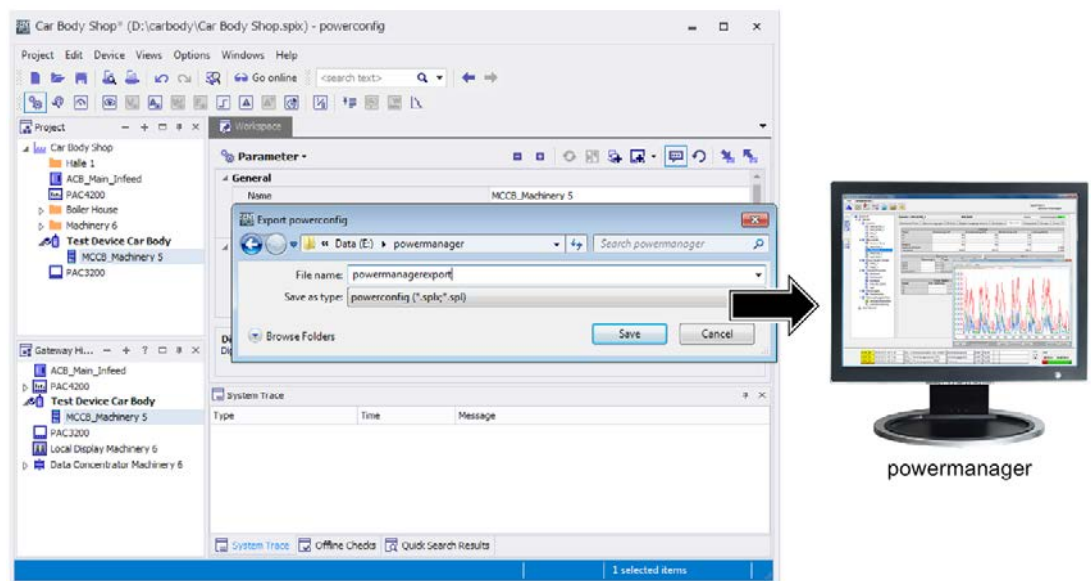 Car Body Shop* (D:\carbody\Car Body Shop.splx) - powerconfig
Project Edit Device Views Options Windows Help
Go online <search text>
Project
Workspace
Car Body Shop
Halle 1
ACB_Main_Infeed
PAC4200
Boiler House
Machinery 6
Test Device Car Body
MCCB_Machinery 5
PAC3200
Parameter
General
Name MCCB_Machinery 5
Export powerconfig
« Data (E:) powermanager
Search powermanager
File name: powermanagerexport
Save as type: powerconfig (*.splx;*.spl)
Browse Folders
Save
Cancel
Gateway Hi...
ACB_Main_Infeed
PAC4200
Test Device Car Body
MCCB_Machinery 5
PAC3200
Local Display Machinery 6
Data Concentrator Machinery 6
System Trace
Type Time Message
System Trace Offline Checks Quick Search Results
1 selected items
powermanager